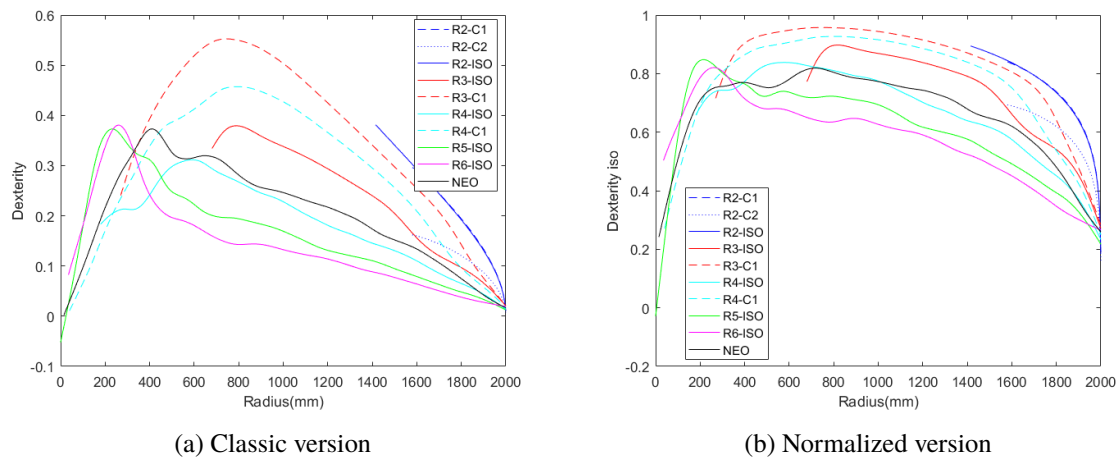 0.6
0.5
0.4
0.3
0.2
0.1
0
-0.1
Dexterity
0 200 400 600 800 1000 1200 1400 1600 1800 2000
Radius(mm)
R2-C1
R2-C2
R2-ISO
R3-ISO
R3-C1
R4-ISO
R4-C1
R5-ISO
R6-ISO
NEO
(a) Classic version
1
0.8
0.6
0.4
0.2
0
-0.2
Dexterity iso
0 200 400 600 800 1000 1200 1400 1600 1800 2000
Radius(mm)
R2-C1
R2-C2
R2-ISO
R3-ISO
R3-C1
R4-ISO
R4-C1
R5-ISO
R6-ISO
NEO
(b) Normalized version